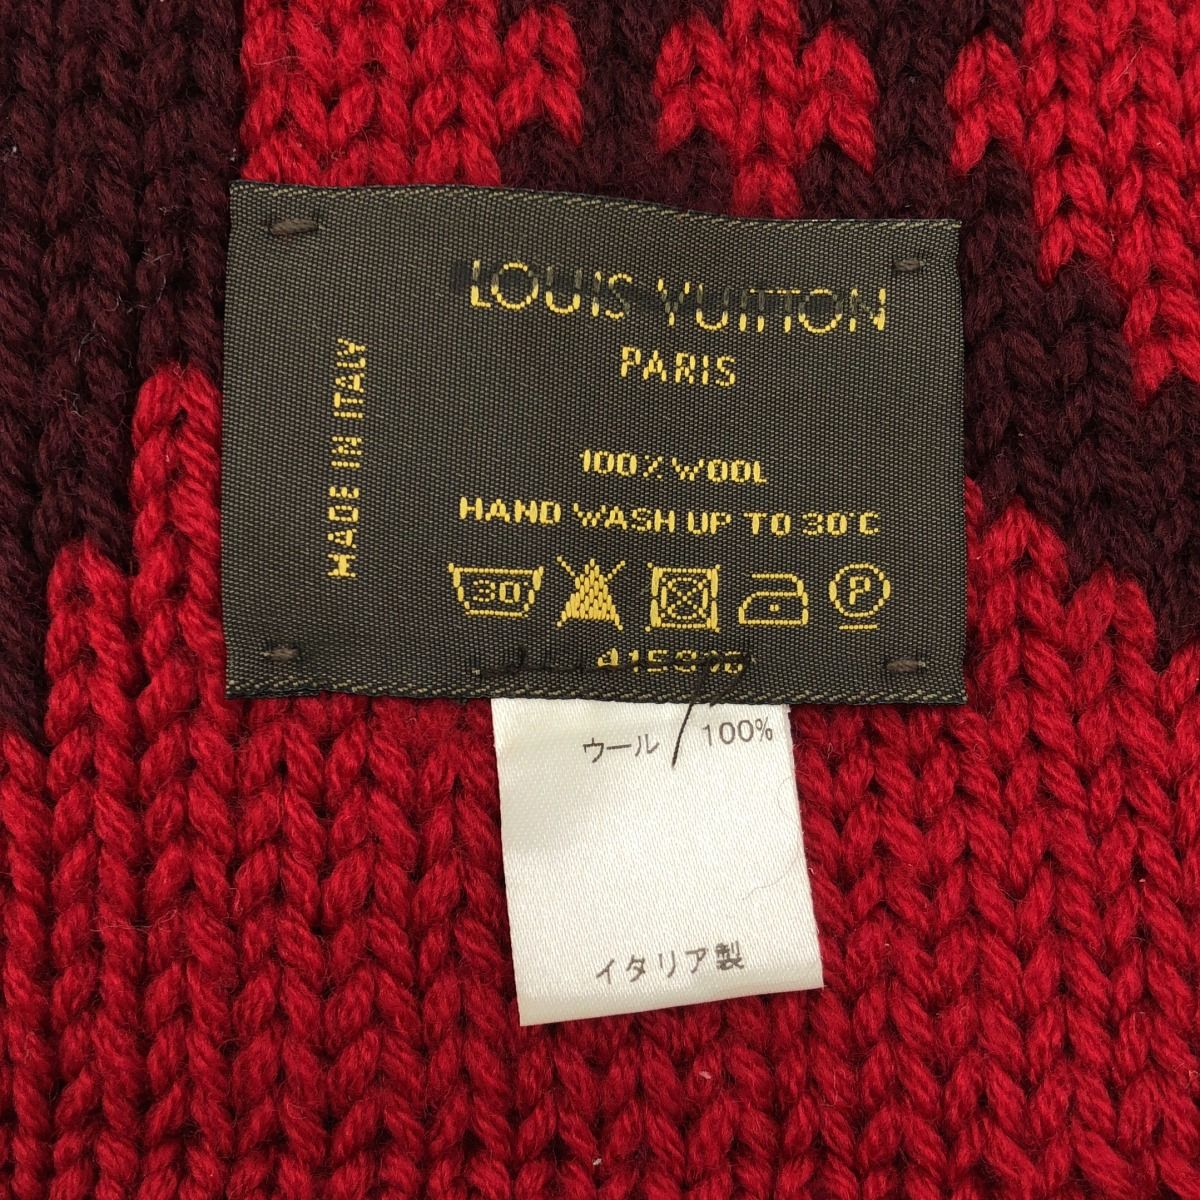 LOUIS VUITTON
PARIS
MADE IN ITALY
100% WOOL
HAND WASH UP TO 30°C
30
P
ウール / 100%
イタリア製